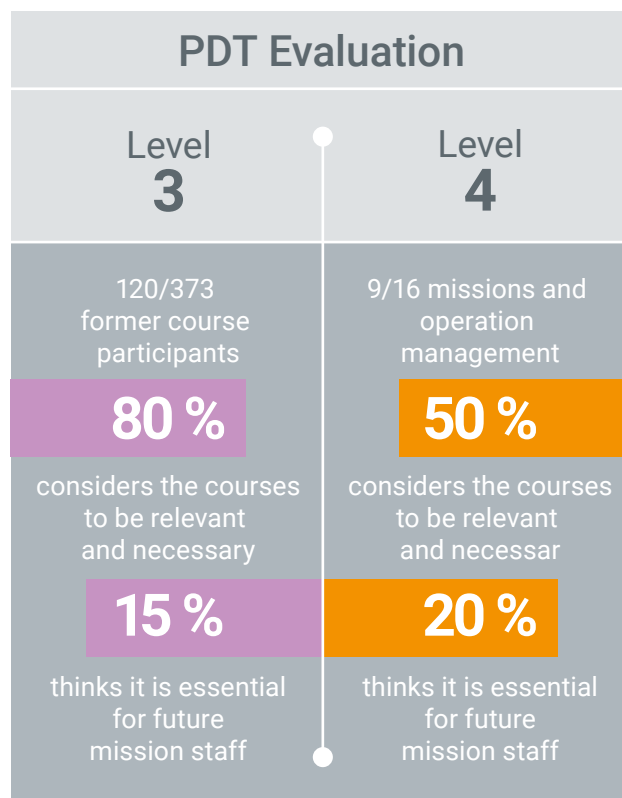 PDT Evaluation
Level
3
120/373
former course
participants
80 %
considers the courses
to be relevant
and necessary
15 %
thinks it is essential
for future
mission staff
Level
4
9/16 missions and
operation
management
50 %
considers the courses
to be relevant
and necessar
20 %
thinks it is essential
for future
mission staff